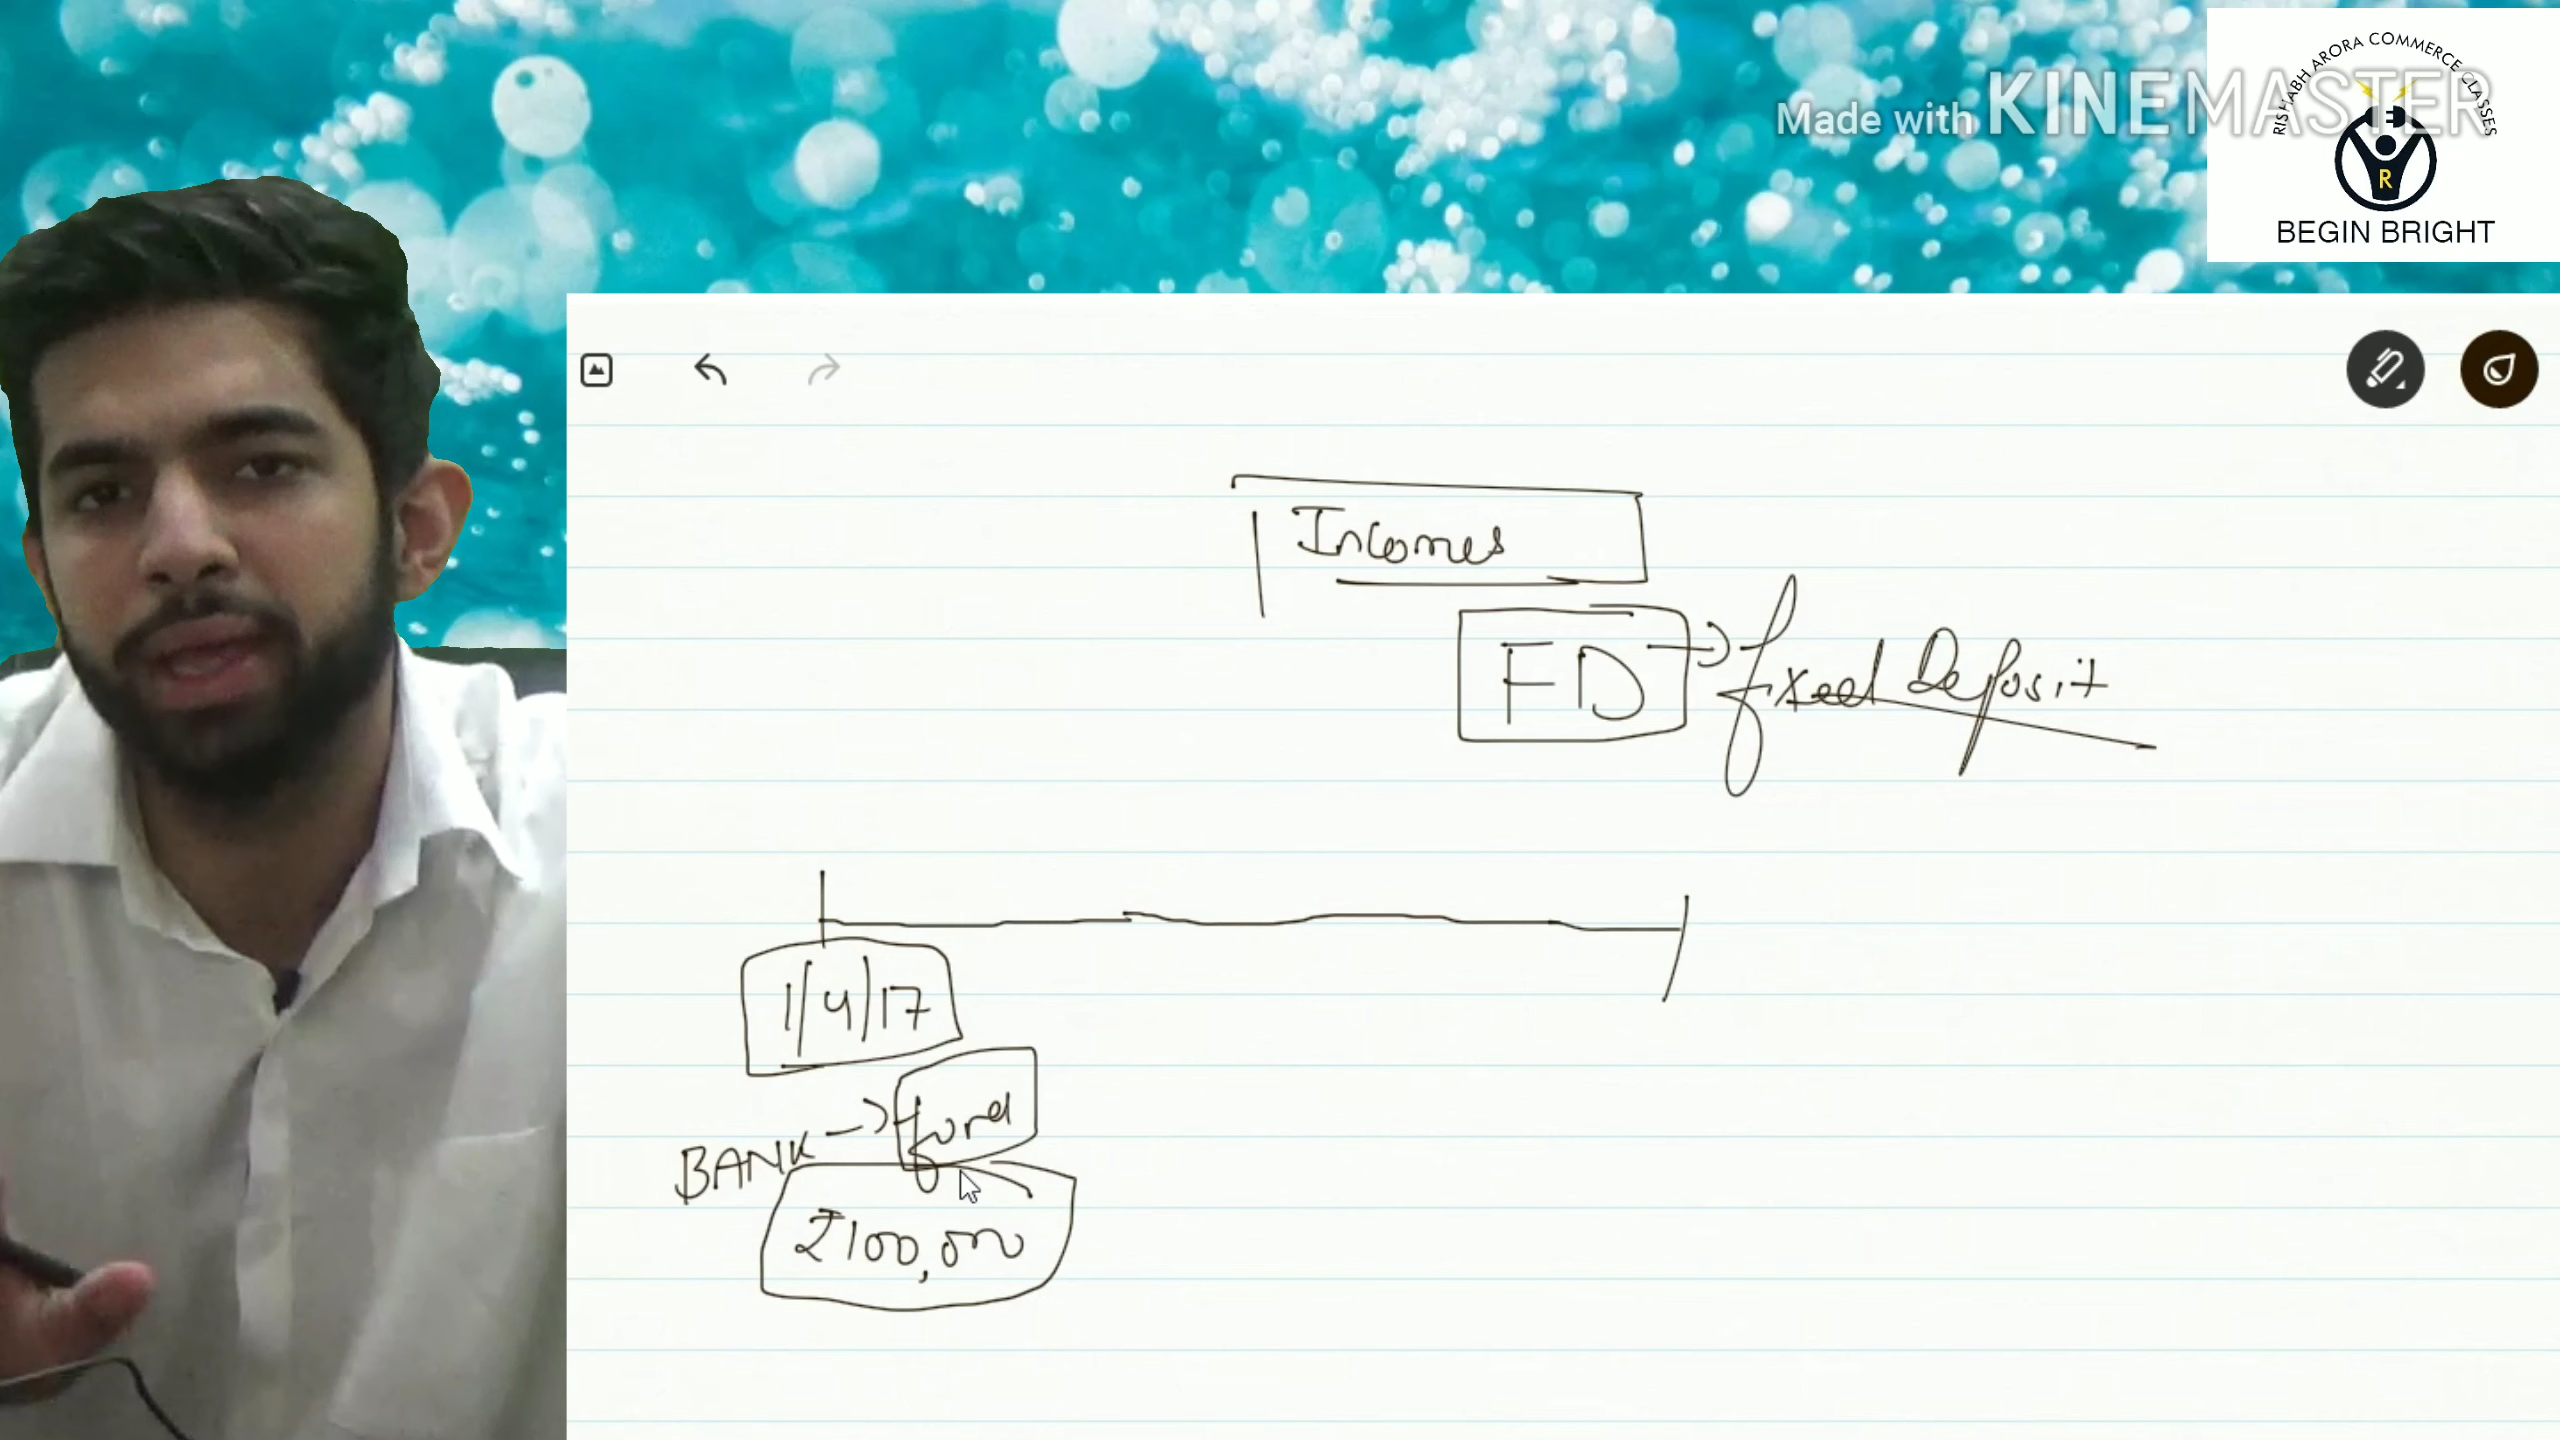 RISHABH ARORA COMMERCE CLASSES
Made with KINEMASTER
R
BEGIN BRIGHT
Incomes
FD → fixed Deposit
1/4/17
BANK →
₹100,000